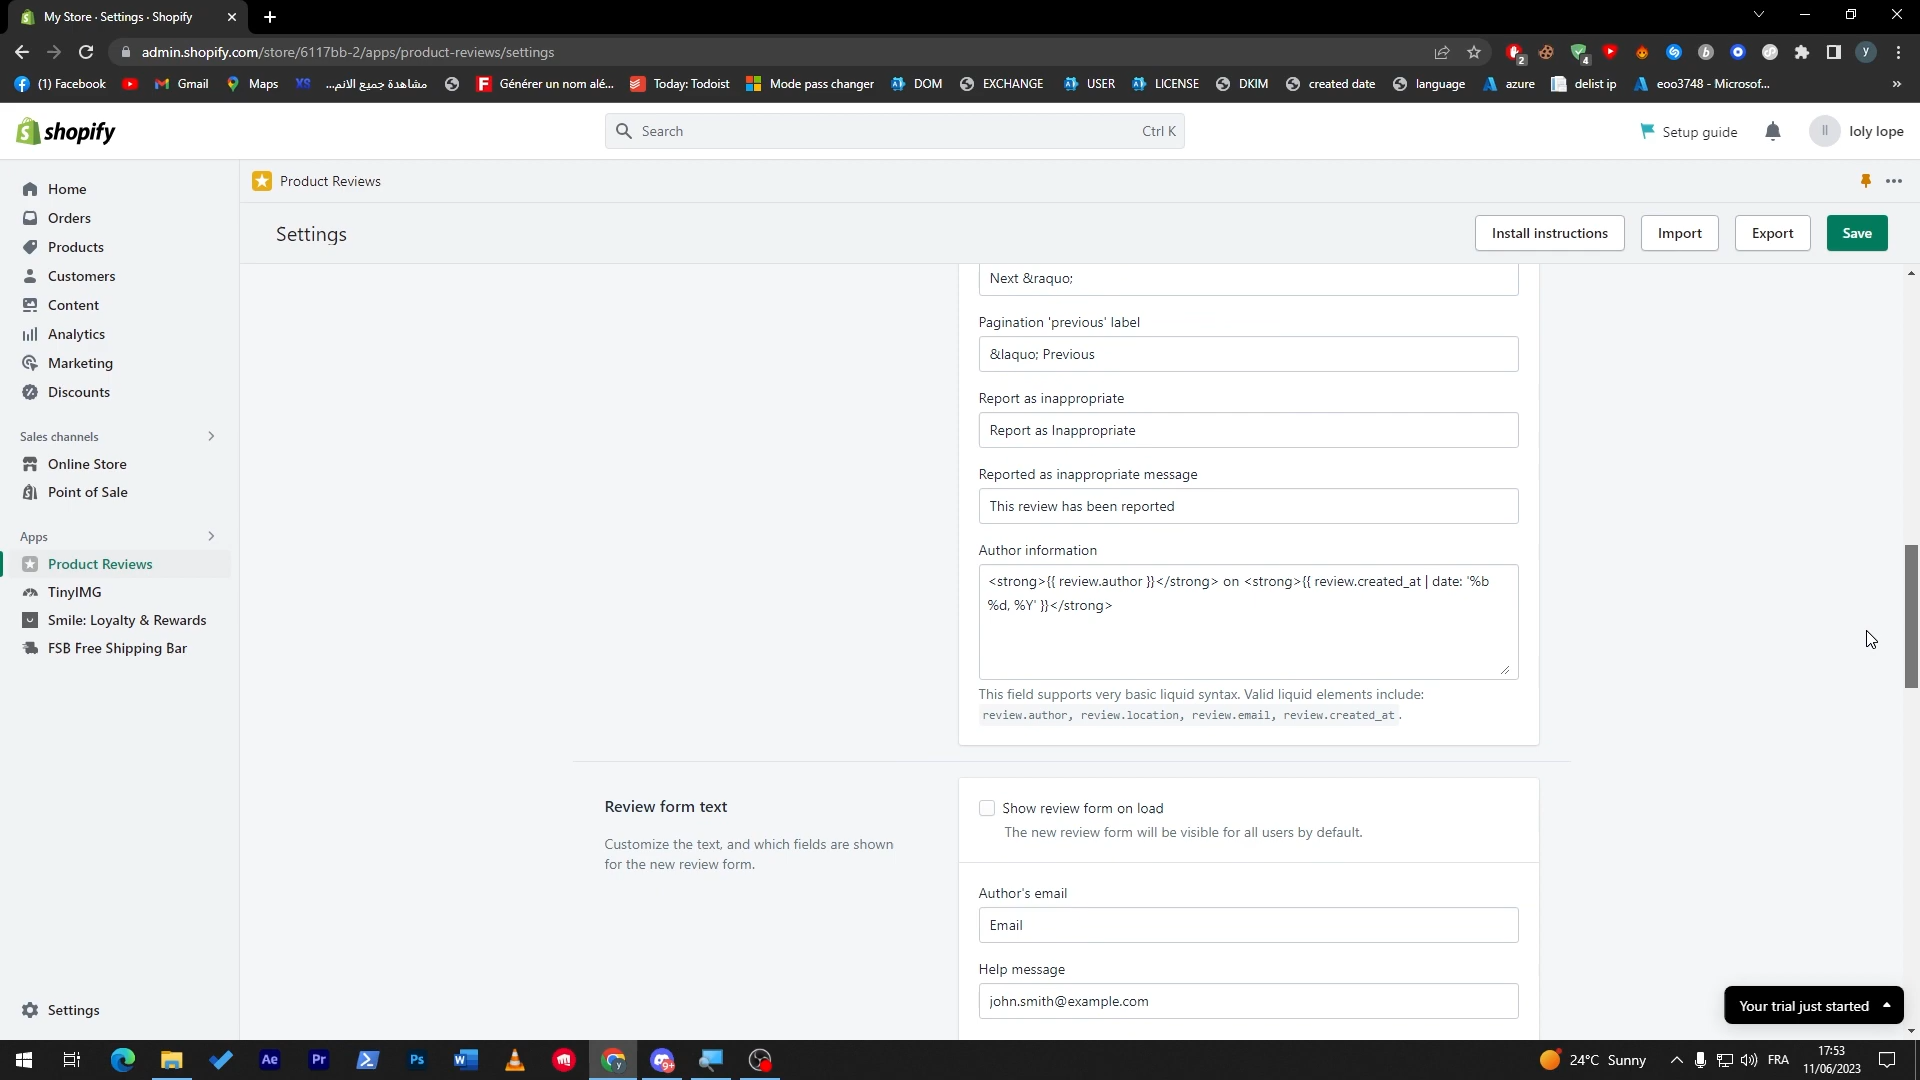 My Store · Settings · Shopify
admin.shopify.com/store/6117bb-2/apps/product-reviews/settings
2
4
b
y
(1) Facebook
Gmail
Maps
XS
مشاهدة جميع الانم...
Générer un nom alé...
Today: Todoist
Mode pass changer
DOM
EXCHANGE
USER
LICENSE
DKIM
created date
language
azure
delist ip
eoo3748 - Microsof...
»
shopify
Search
Ctrl K
Setup guide
ll
loly lope
Home
Orders
Products
Customers
Content
Analytics
Marketing
Discounts
Sales channels
Online Store
Point of Sale
Apps
Product Reviews
TinyIMG
Smile: Loyalty & Rewards
FSB Free Shipping Bar
Settings
Product Reviews
Settings
Install instructions
Import
Export
Save
Next &raquo;
Pagination 'previous' label
&laquo; Previous
Report as inappropriate
Report as Inappropriate
Reported as inappropriate message
This review has been reported
Author information
<strong>{{ review.author }}</strong> on <strong>{{ review.created_at | date: '%b
%d, %Y' }}</strong>
This field supports very basic liquid syntax. Valid liquid elements include:
review.author, review.location, review.email, review.created_at.
Review form text
Customize the text, and which fields are shown
for the new review form.
Show review form on load
The new review form will be visible for all users by default.
Author's email
Email
Help message
john.smith@example.com
Your trial just started
Ae
Pr
Ps
W
y
9+
24°C Sunny
FRA
17:53
11/06/2023